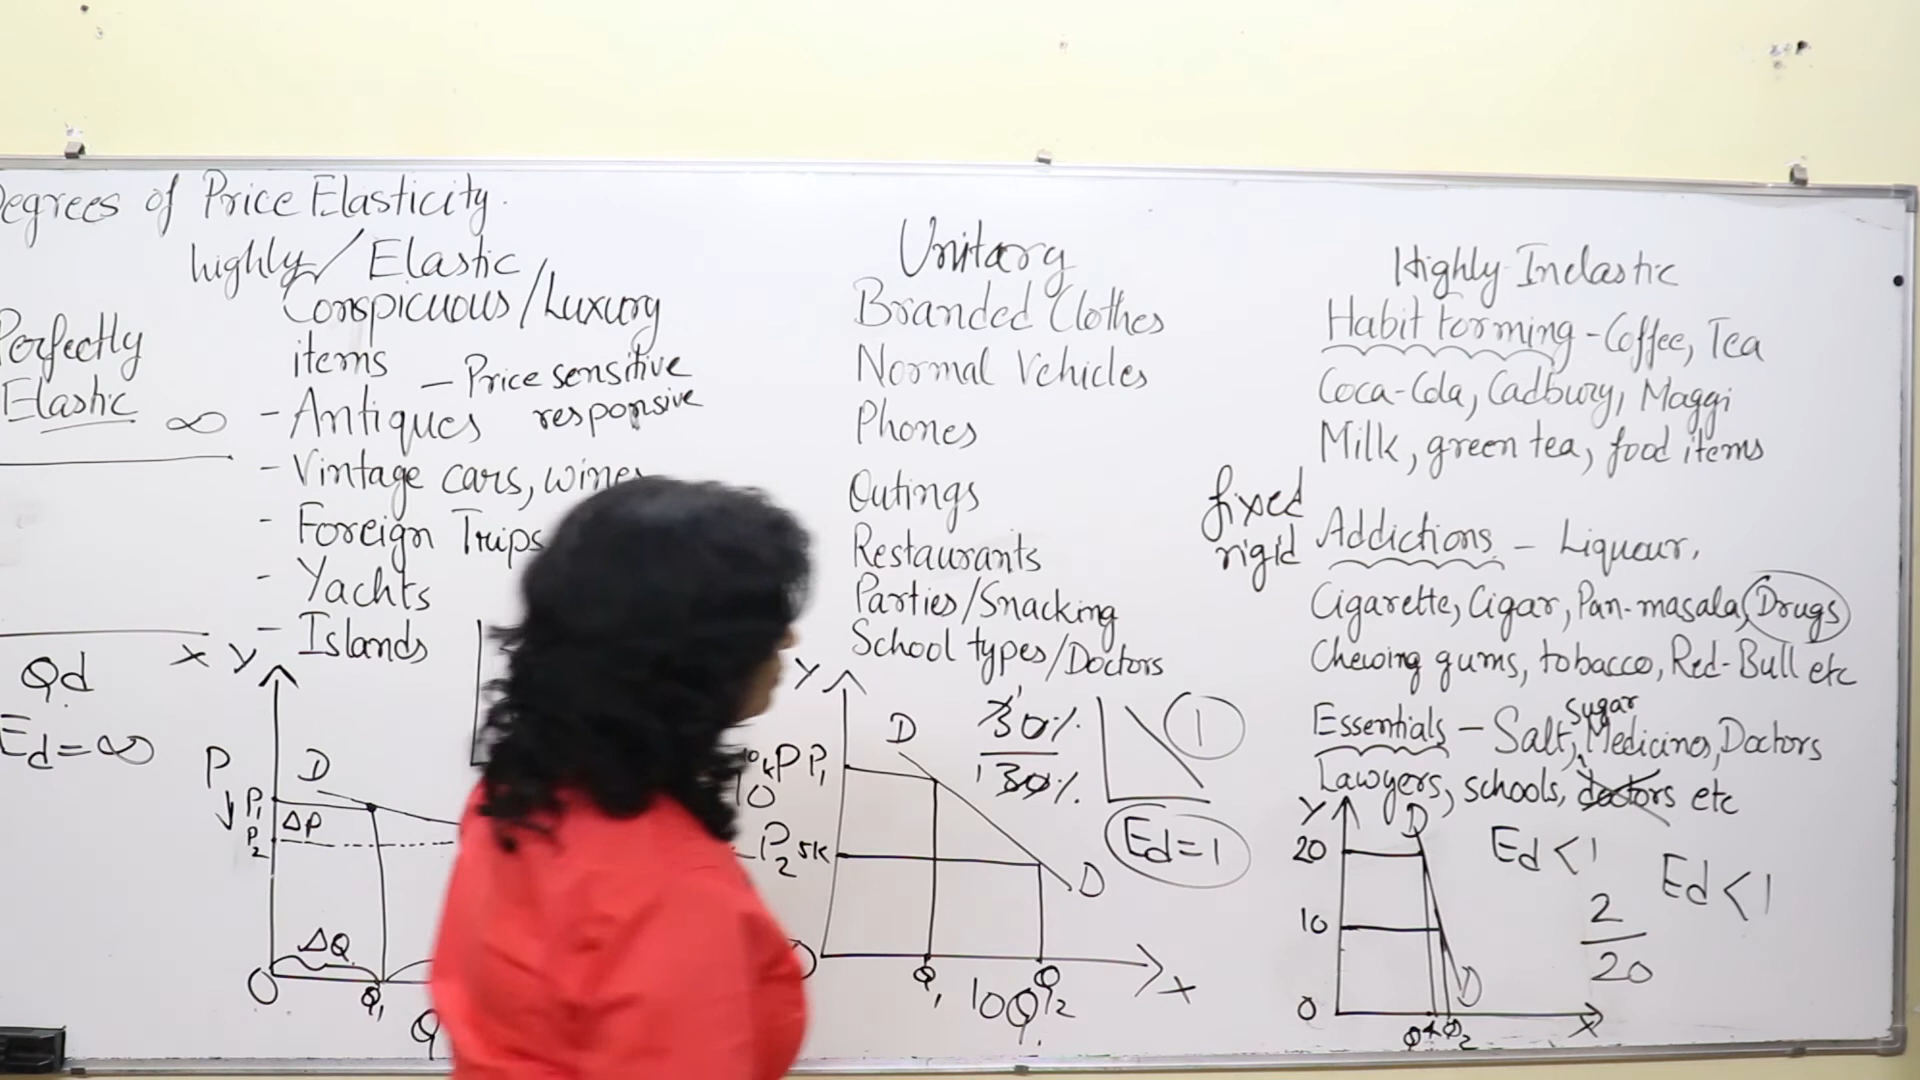 Degrees of Price Elasticity.
Perfectly
Elastic
∞
Qd
X
Ed=∞
highly/Elastic
Conspicuous/Luxury
items
- Price sensitive
responsive
- Antiques
- Vintage cars, wines
- Foreign Trips
- Yachts
- Islands
Y
P
D
P1
ΔP
P2
ΔQ
O
Q1
Q
Unitary
Branded Clothes
Normal Vehicles
Phones
Outings
Restaurants
Parties/Snacking
School types/Doctors
Y
D
30%
30%
1
P P1
10
P2 5K
Ed=1
D
Q1
Q2
X
10Q
Highly Inelastic
Habit forming - Coffee, Tea
Coca-Cola, Cadbury, Maggi
Milk, green tea, food items
fixed
rigid
Addictions - Liqueur,
Cigarette, Cigar, Pan-masala, Drugs
Chewing gums, tobacco, Red-Bull etc
sugar
Essentials - Salt, Medicines, Doctors
Lawyers, schools, doctors etc
Y
D
20
Ed<1
Ed<1
10
2
20
D
0
X